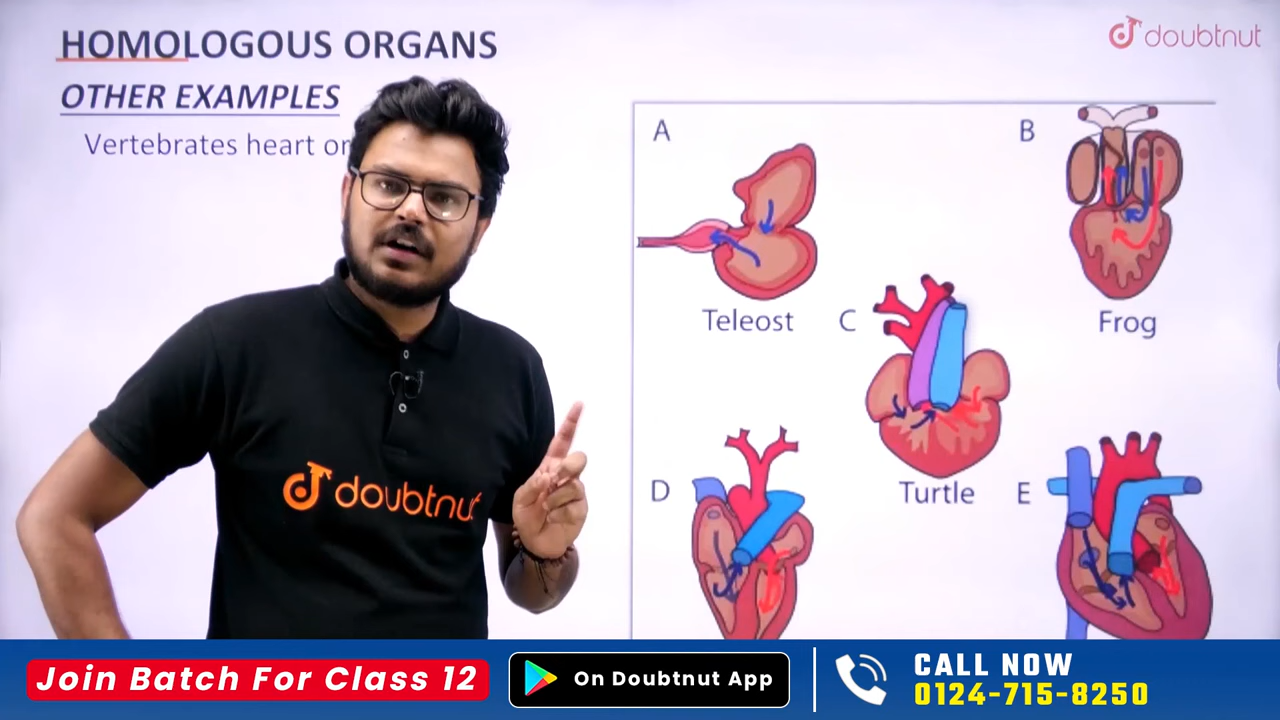 HOMOLOGOUS ORGANS
doubtnut
OTHER EXAMPLES
Vertebrates heart or
A
B
Teleost
C
Frog
doubtnut
D
Turtle
E
Join Batch For Class 12
On Doubtnut App
CALL NOW
0124-715-8250